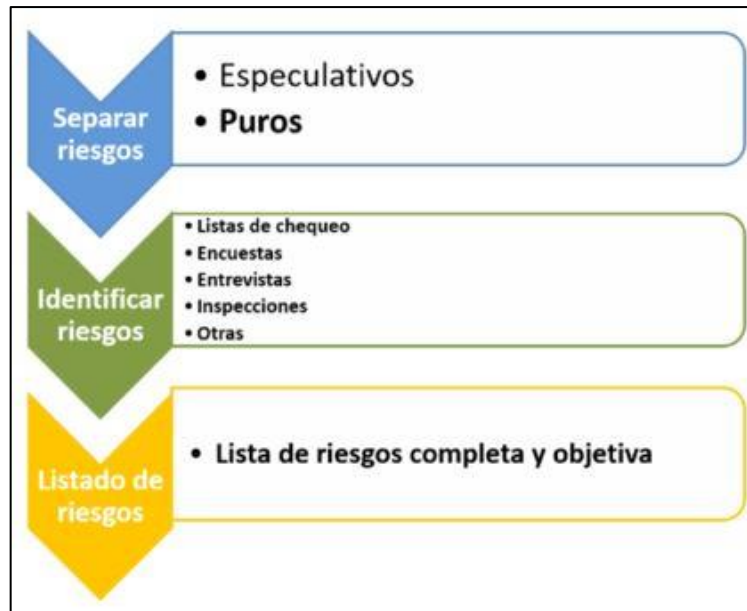 Separar
riesgos
• Especulativos
• Puros
Identificar
riesgos
• Listas de chequeo
• Encuestas
• Entrevistas
• Inspecciones
• Otras
Listado de
riesgos
• Lista de riesgos completa y objetiva